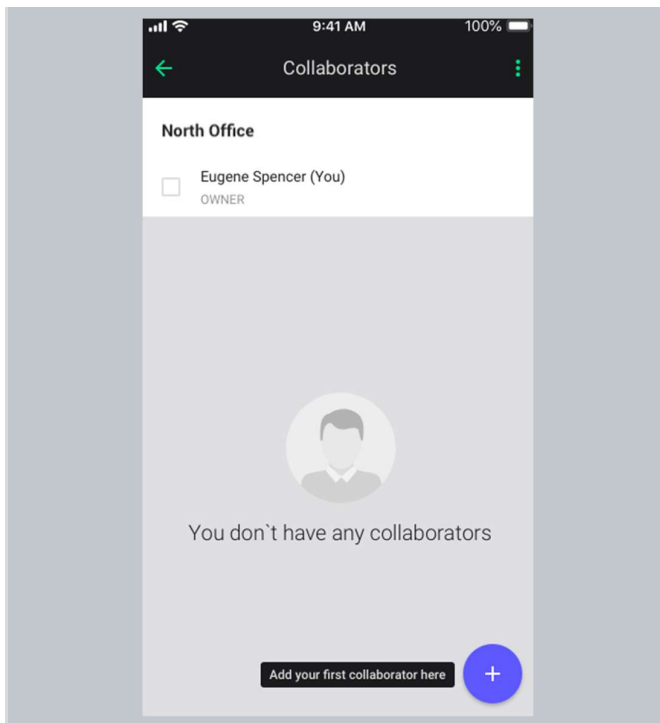 9:41 AM 100%
Collaborators
North Office
Eugene Spencer (You)
OWNER
You don`t have any collaborators
Add your first collaborator here +